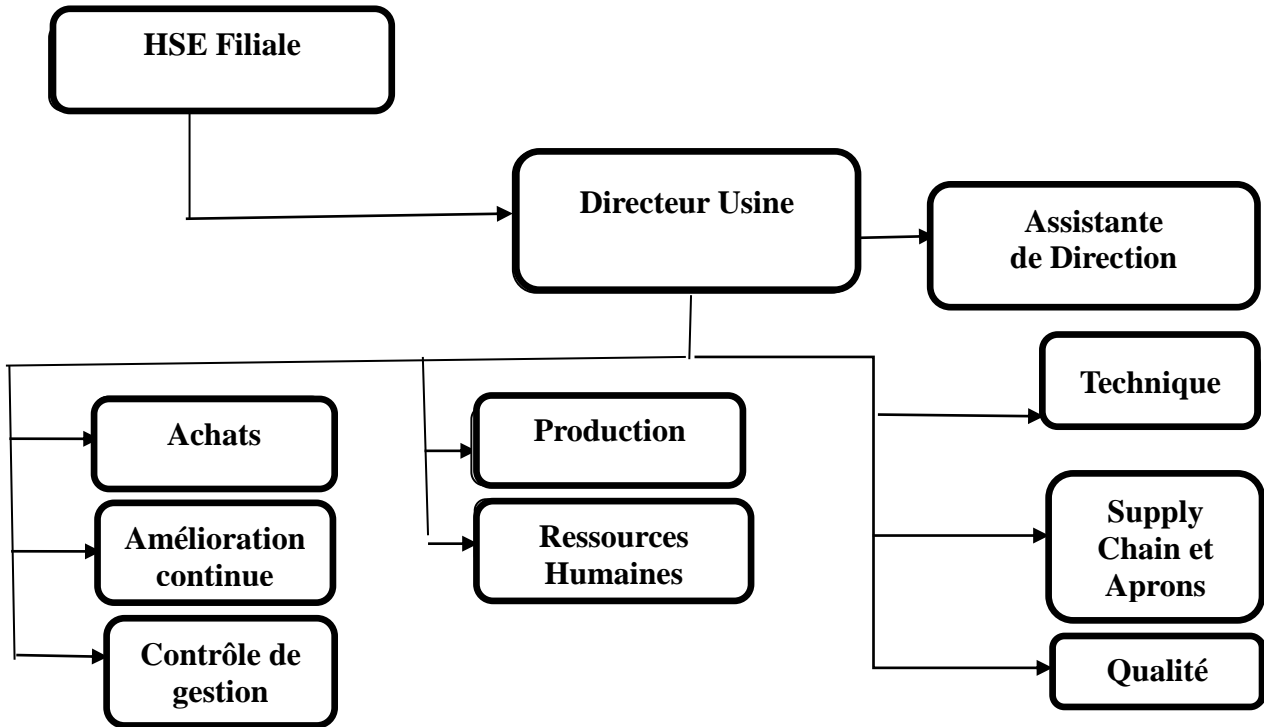 HSE Filiale
Directeur Usine
Assistante
de Direction
Technique
Achats
Production
Amélioration
continue
Ressources
Humaines
Supply
Chain et
Aprons
Contrôle de
gestion
Qualité